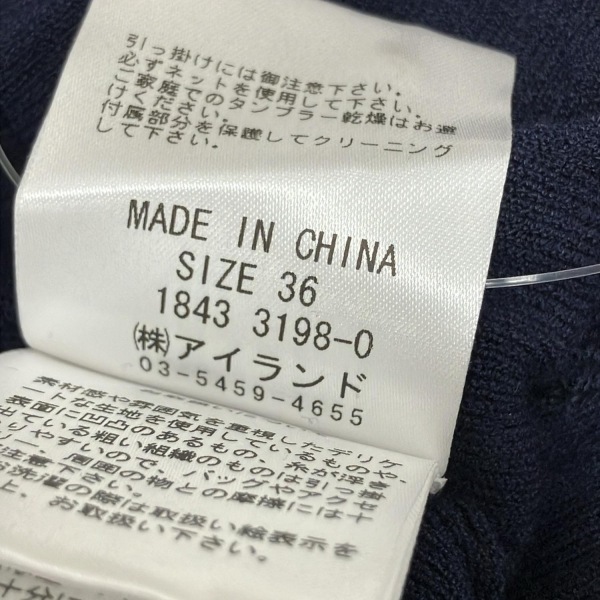 引っ掛けには御注意下さい。
必ずネットを使用して下さい。
ご家庭でのタンブラー乾燥はお避
けください。
付属部分を保護してクリーニング
して下さい。
MADE IN CHINA
SIZE 36
1843 3198-0
㈱アイランド
03-5459-4655
素材感や雰囲気を重視したデリケ
ートな生地を使用しているものや、
表面に凹凸のあるもの、糸が浮き
出ている粗い組織のものは引っ掛
りやすいので、バッグやアクセ
リー、周囲の物との摩擦には十
注意下さい。
お洗濯の際は取扱い絵表示を
上、お取扱い下さい。
十分に